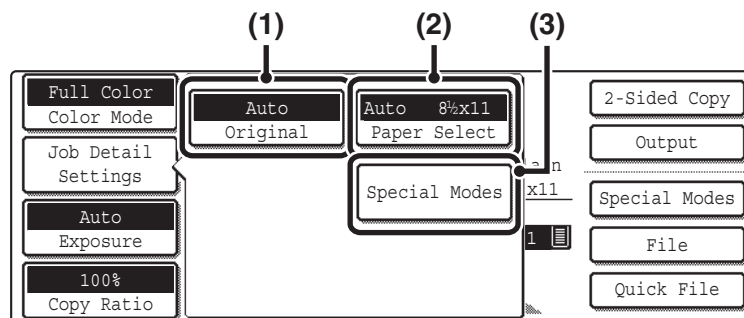 (1) (2) (3)
Full Color
Color Mode
Job Detail
Settings
Auto
Exposure
100%
Copy Ratio
Auto
Original
Auto 8½x11
Paper Select
Special Modes
x11
1
2-Sided Copy
Output
Special Modes
File
Quick File